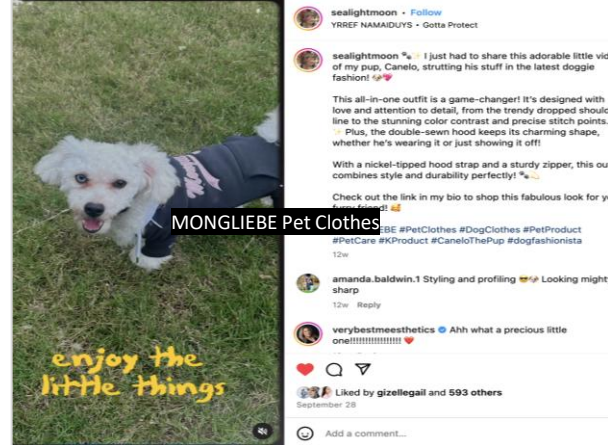 sealightmoon • Follow
YRREF NAMAIDUYS • Gotta Protect
sealightmoon 🐾✨ I just had to share this adorable little vid
of my pup, Canelo, strutting his stuff in the latest doggie
fashion! 🐶💖
This all-in-one outfit is a game-changer! It's designed with
love and attention to detail, from the trendy dropped should
line to the stunning color contrast and precise stitch points.
✨ Plus, the double-sewn hood keeps its charming shape,
whether he's wearing it or just showing it off!
With a nickel-tipped hood strap and a sturdy zipper, this ou
combines style and durability perfectly! 🐾💫
Check out the link in my bio to shop this fabulous look for y
furry friend! 🥰
MONGLIEBE Pet Clothes
EBE #PetClothes #DogClothes #PetProduct
#PetCare #KProduct #CaneloThePup #dogfashionista
12w
amanda.baldwin.1 Styling and profiling 😎🐶 Looking mighty
sharp
12w Reply
verybestmeesthetics Ahh what a precious little
one!!!!!!!!!!!!!!!!! ❤️
enjoy the
little things
Liked by gizellegail and 593 others
September 28
Add a comment...